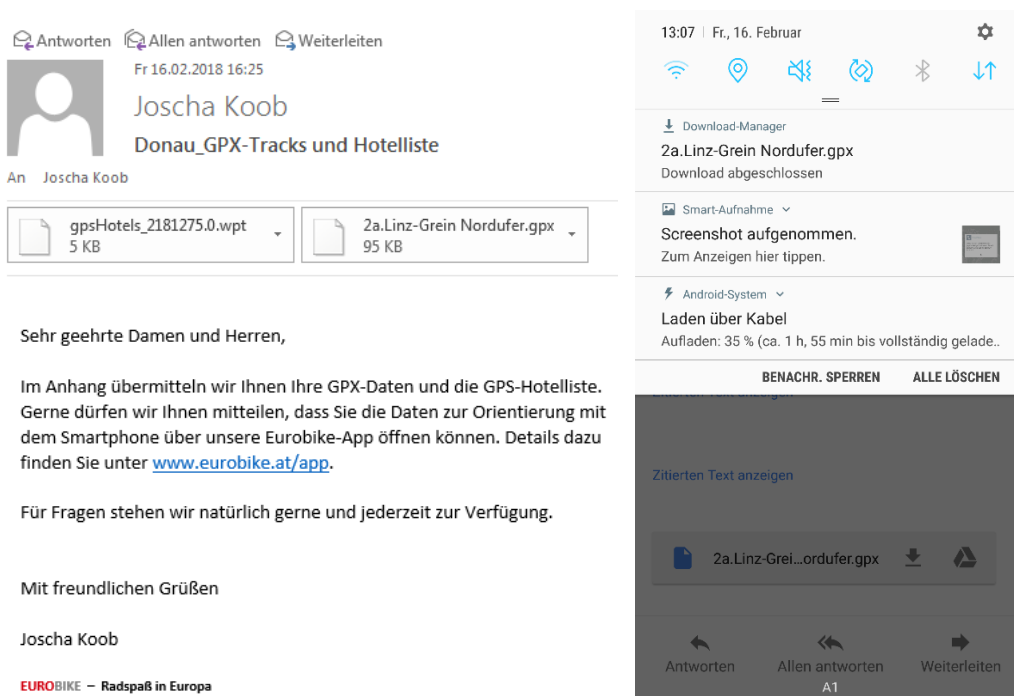 Antworten Allen antworten Weiterleiten
Fr 16.02.2018 16:25
Joscha Koob
Donau_GPX-Tracks und Hotelliste
An Joscha Koob
gpsHotels_2181275.0.wpt
5 KB
2a.Linz-Grein Nordufer.gpx
95 KB
Sehr geehrte Damen und Herren,
Im Anhang übermitteln wir Ihnen Ihre GPX-Daten und die GPS-Hotelliste.
Gerne dürfen wir Ihnen mitteilen, dass Sie die Daten zur Orientierung mit
dem Smartphone über unsere Eurobike-App öffnen können. Details dazu
finden Sie unter www.eurobike.at/app.
Für Fragen stehen wir natürlich gerne und jederzeit zur Verfügung.
Mit freundlichen Grüßen
Joscha Koob
EUROBIKE – Radspaß in Europa
13:07 Fr., 16. Februar
Download-Manager
2a.Linz-Grein Nordufer.gpx
Download abgeschlossen
Smart-Aufnahme
Screenshot aufgenommen.
Zum Anzeigen hier tippen.
Android-System
Laden über Kabel
Aufladen: 35 % (ca. 1 h, 55 min bis vollständig gelade..
BENACHR. SPERREN ALLE LÖSCHEN
Zitierten Text anzeigen
Zitierten Text anzeigen
2a.Linz-Grei...ordufer.gpx
Antworten Allen antworten Weiterleiten
A1